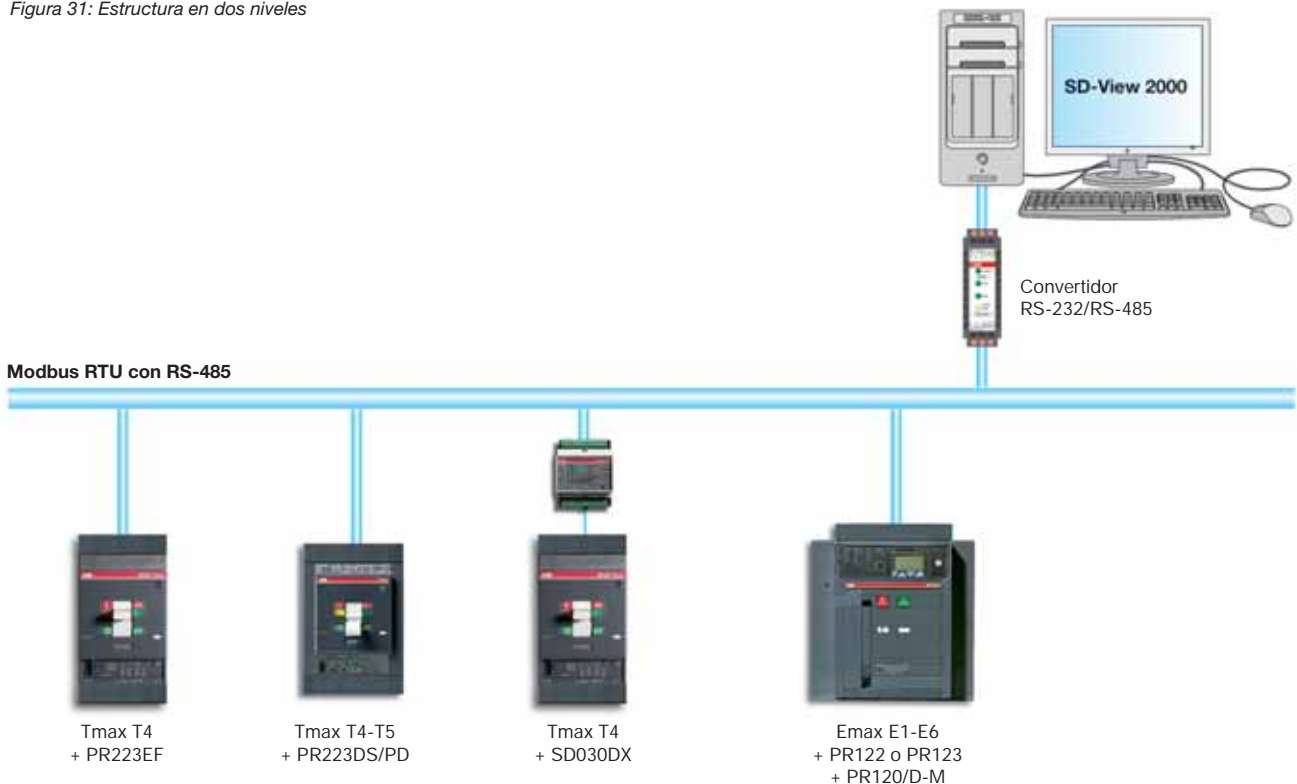 Figura 31: Estructura en dos niveles
SD-View 2000
Convertidor
RS-232/RS-485
Modbus RTU con RS-485
Tmax T4
+ PR223EF
Tmax T4-T5
+ PR223DS/PD
Tmax T4
+ SD030DX
Emax E1-E6
+ PR122 o PR123
+ PR120/D-M